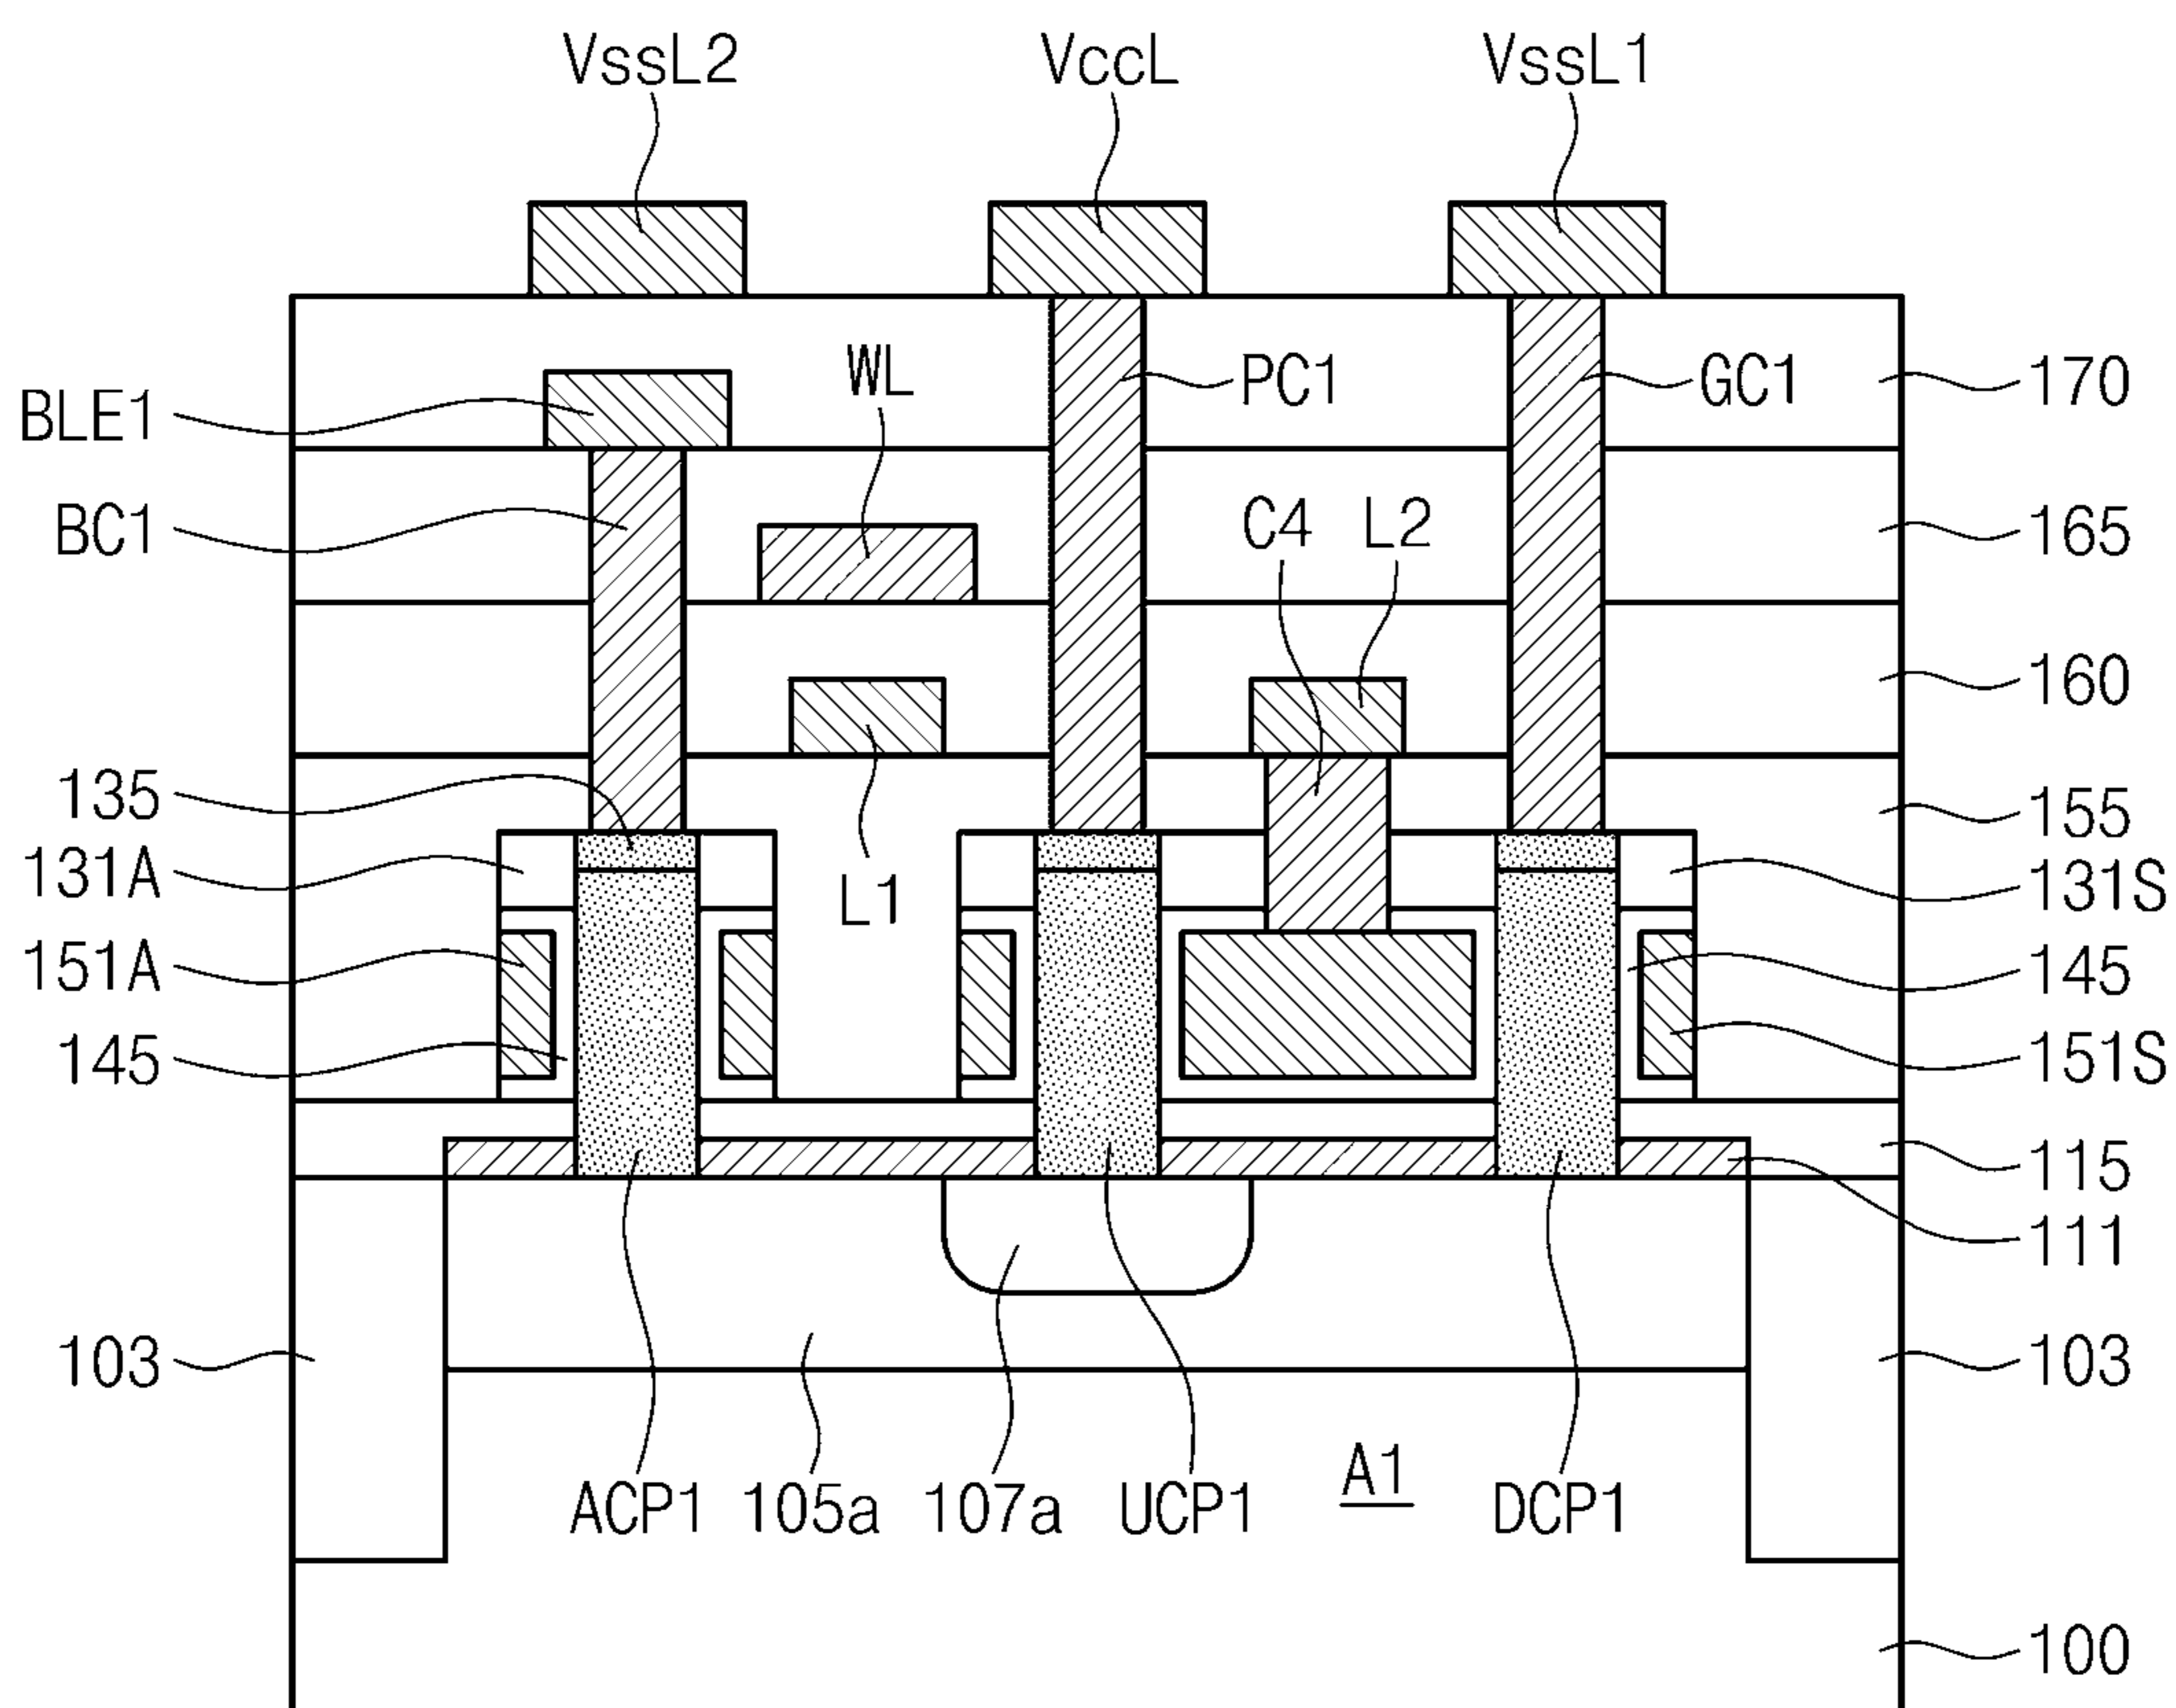 VssL2 VccL VssL1
WL PC1 GC1 170
BLE1
BC1 C4 L2 165
160
135 155
131A L1 131S
151A 145
145 151S
115
111
103 103
ACP1 105a 107a UCP1 A1 DCP1
100